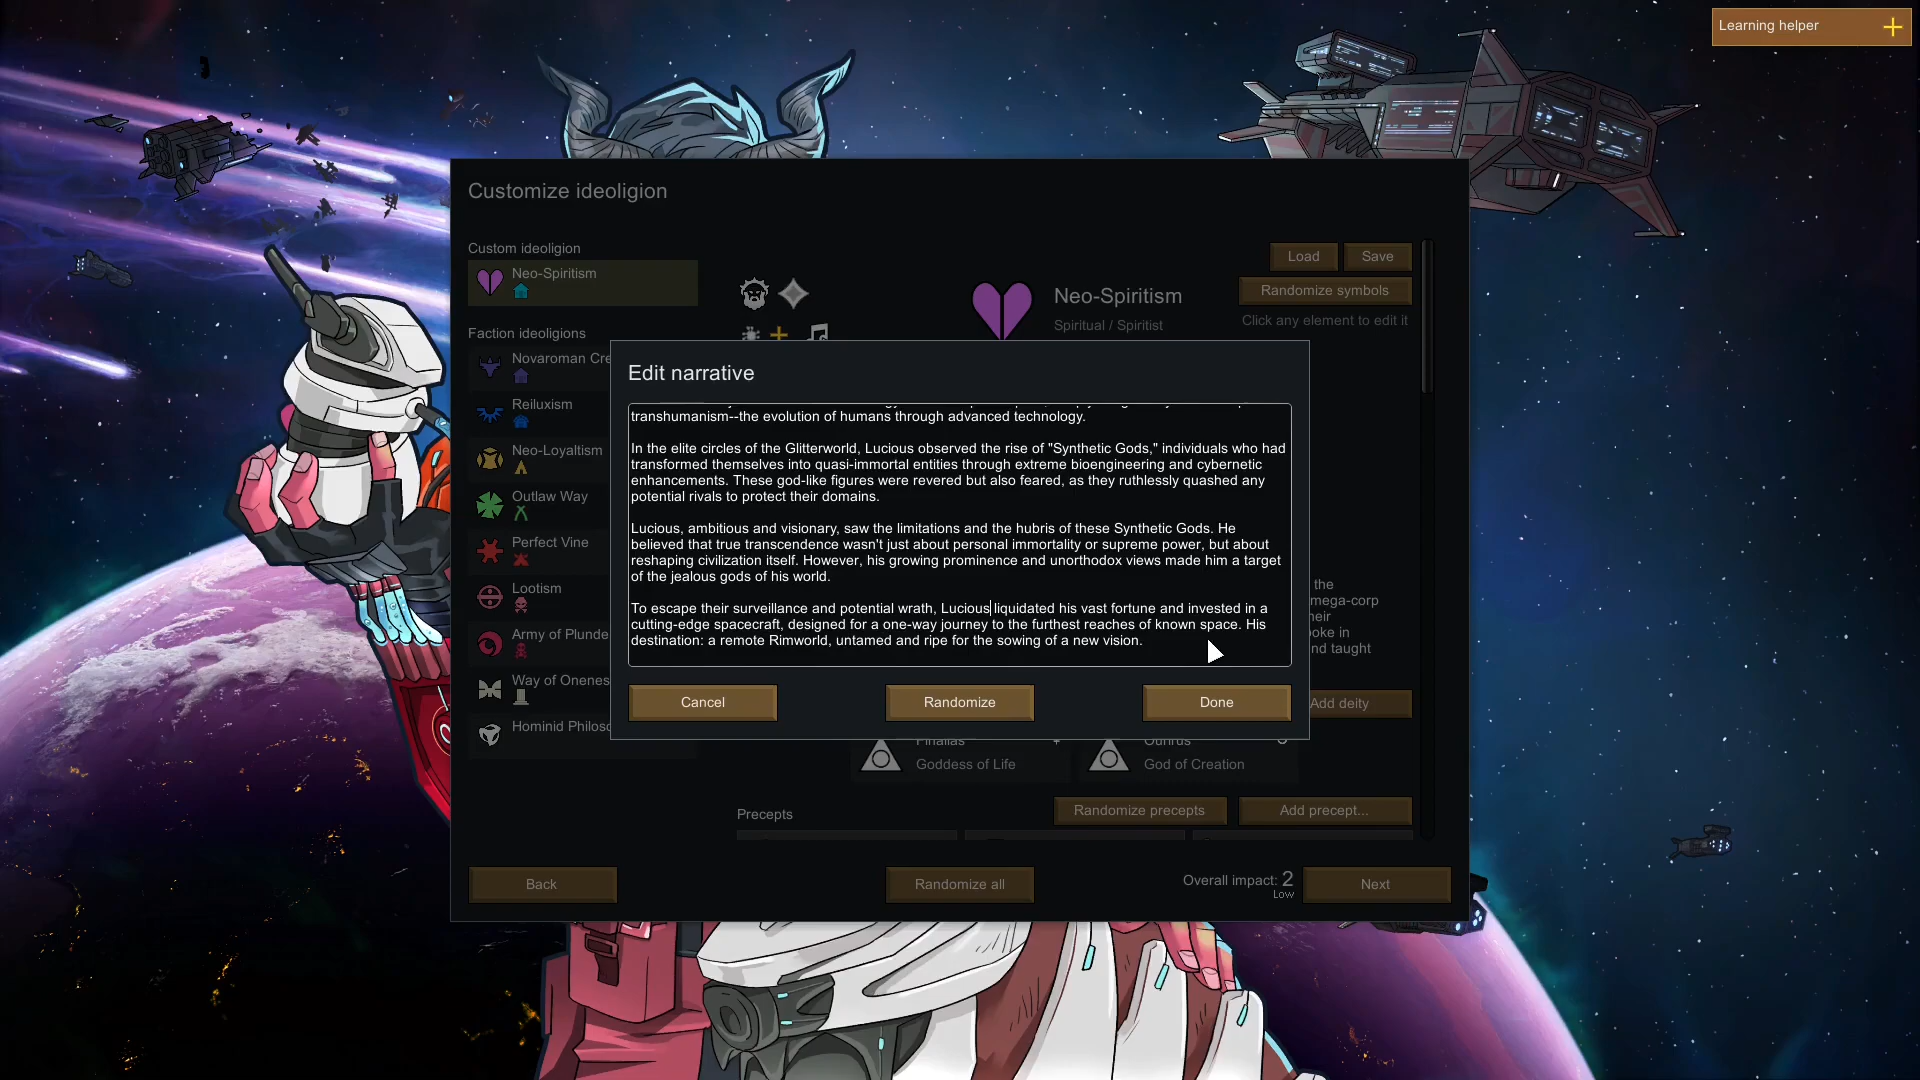 Learning helper
Customize ideoligion
Custom ideoligion
Neo-Spiritism
Faction ideoligions
Novaroman Cre
Reiluxism
Neo-Loyaltism
Outlaw Way
Perfect Vine
Lootism
Army of Plunde
Way of Oneness
Hominid Philoso
Neo-Spiritism
Spiritual / Spiritist
Load
Save
Randomize symbols
Click any element to edit it
Edit narrative
transhumanism--the evolution of humans through advanced technology.
In the elite circles of the Glitterworld, Lucious observed the rise of "Synthetic Gods," individuals who had
transformed themselves into quasi-immortal entities through extreme bioengineering and cybernetic
enhancements. These god-like figures were revered but also feared, as they ruthlessly quashed any
potential rivals to protect their domains.
Lucious, ambitious and visionary, saw the limitations and the hubris of these Synthetic Gods. He
believed that true transcendence wasn't just about personal immortality or supreme power, but about
reshaping civilization itself. However, his growing prominence and unorthodox views made him a target
of the jealous gods of his world.
To escape their surveillance and potential wrath, Lucious liquidated his vast fortune and invested in a
cutting-edge spacecraft, designed for a one-way journey to the furthest reaches of known space. His
destination: a remote Rimworld, untamed and ripe for the sowing of a new vision.
Cancel
Randomize
Done
the
mega-corp
heir
oke in
nd taught
Add deity
Goddess of Life
God of Creation
Precepts
Randomize precepts
Add precept...
Back
Randomize all
Overall impact: 2
Low
Next